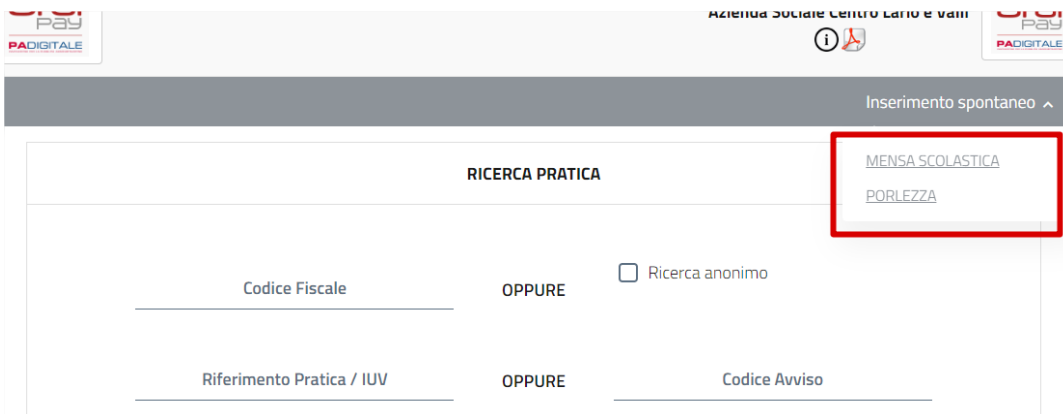 Pay
PADIGITALE
Azienda Sociale Centro Lario e Valli
Pay
PADIGITALE
Inserimento spontaneo
MENSA SCOLASTICA
PORLEZZA
RICERCA PRATICA
Codice Fiscale
OPPURE
Ricerca anonimo
Riferimento Pratica / IUV
OPPURE
Codice Avviso